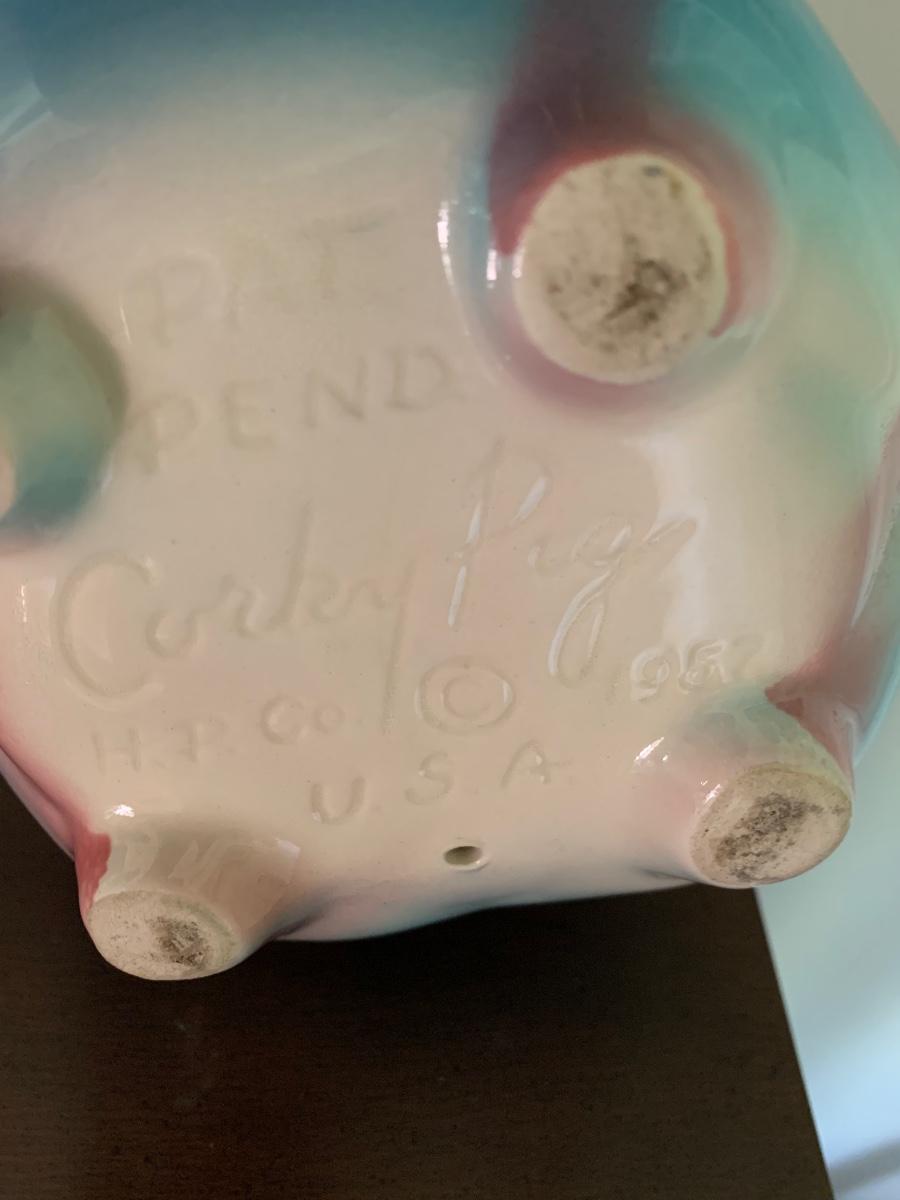 PAT
PEND.
Corky Pig
© 1957
H.P. Co.
U.S.A.